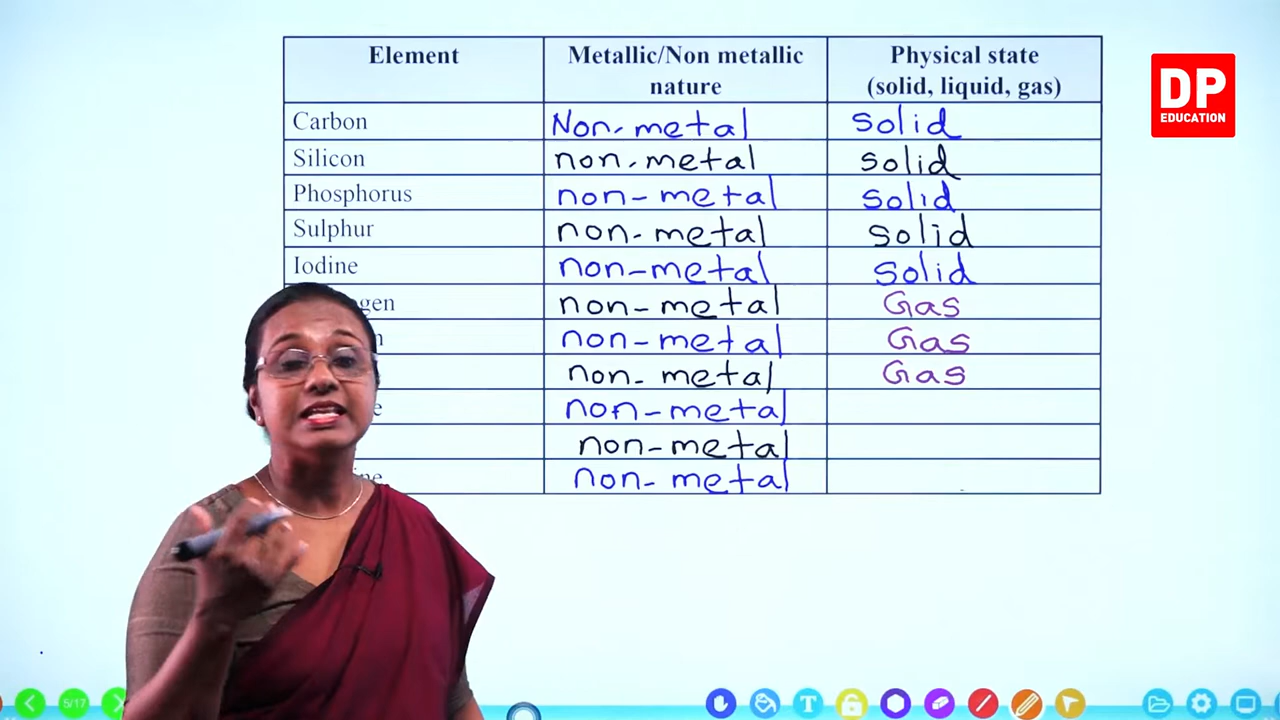 Element Metallic/Non metallic nature Physical state (solid, liquid, gas)
Carbon Non-metal Solid
Silicon non-metal solid
Phosphorus non-metal solid
Sulphur non-metal solid
Iodine non-metal solid
non-metal Gas
non-metal Gas
non-metal Gas
non-metal
non-metal
non-metal
DP
EDUCATION
5/17
T